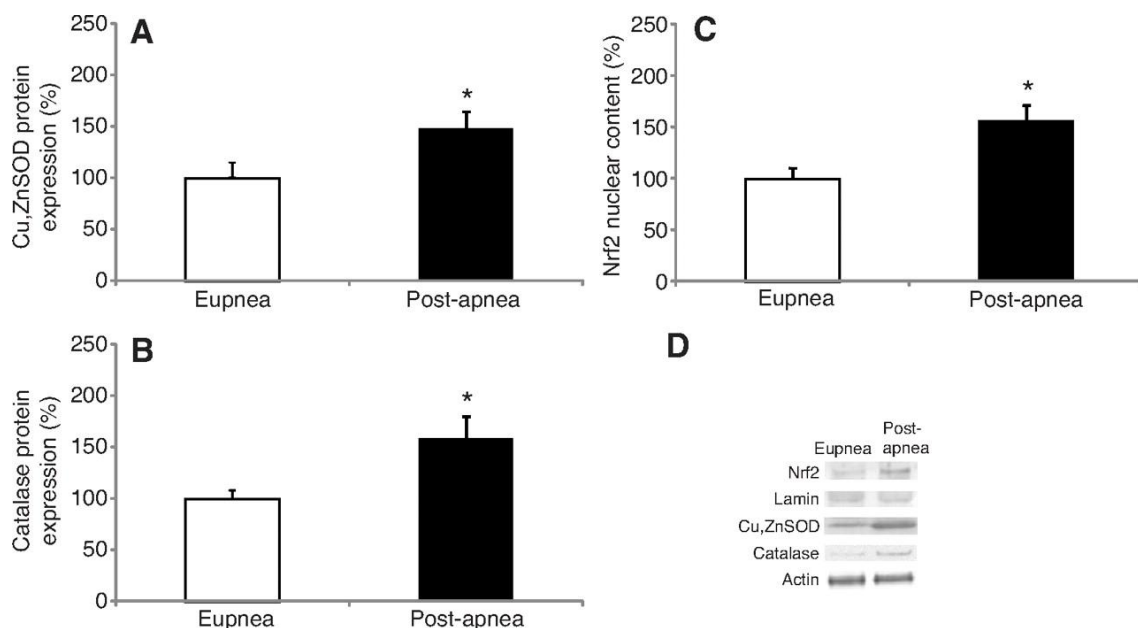 A
Cu,ZnSOD protein
expression (%)
250
200
150
100
50
0
*
Eupnea
Post-apnea
C
Nrf2 nuclear content (%)
250
200
150
100
50
0
*
Eupnea
Post-apnea
B
Catalase protein
expression (%)
250
200
150
100
50
0
*
Eupnea
Post-apnea
D
Eupnea
Post-
apnea
Nrf2
Lamin
Cu,ZnSOD
Catalase
Actin